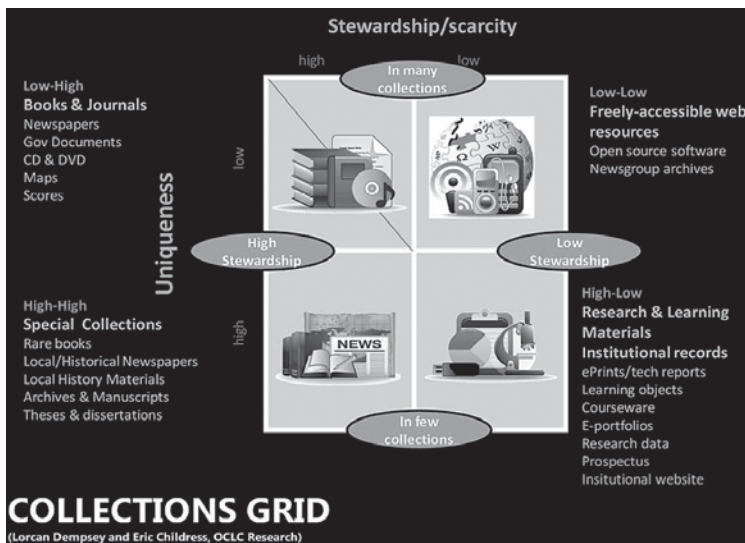 Stewardship/scarcity
high
low
In many
collections
Low-High
Books & Journals
Newspapers
Gov Documents
CD & DVD
Maps
Scores
Low-Low
Freely-accessible web
resources
Open source software
Newsgroup archives
Uniqueness
low
high
High
Stewardship
Low
Stewardship
High-High
Special Collections
Rare books
Local/Historical Newspapers
Local History Materials
Archives & Manuscripts
Theses & dissertations
NEWS
High-Low
Research & Learning
Materials
Institutional records
ePrints/tech reports
Learning objects
Courseware
E-portfolios
Research data
Prospectus
Insitutional website
In few
collections
COLLECTIONS GRID
(Lorcan Dempsey and Eric Childress, OCLC Research)